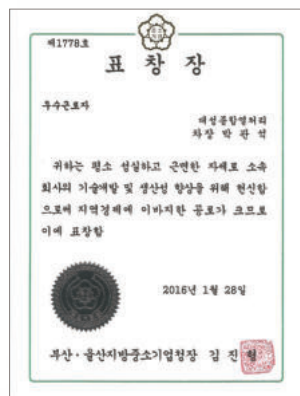 제1778호
표 창 장
우수근로자
대성종합열처리
차장 박 판 석
귀하는 평소 성실하고 근면한 자세로 소속
회사의 기술개발 및 생산성 향상을 위해 헌신함
으로써 지역경제에 이바지한 공로가 크므로
이에 표창함
2016년 1월 28일
부산·울산지방중소기업청장 김 진